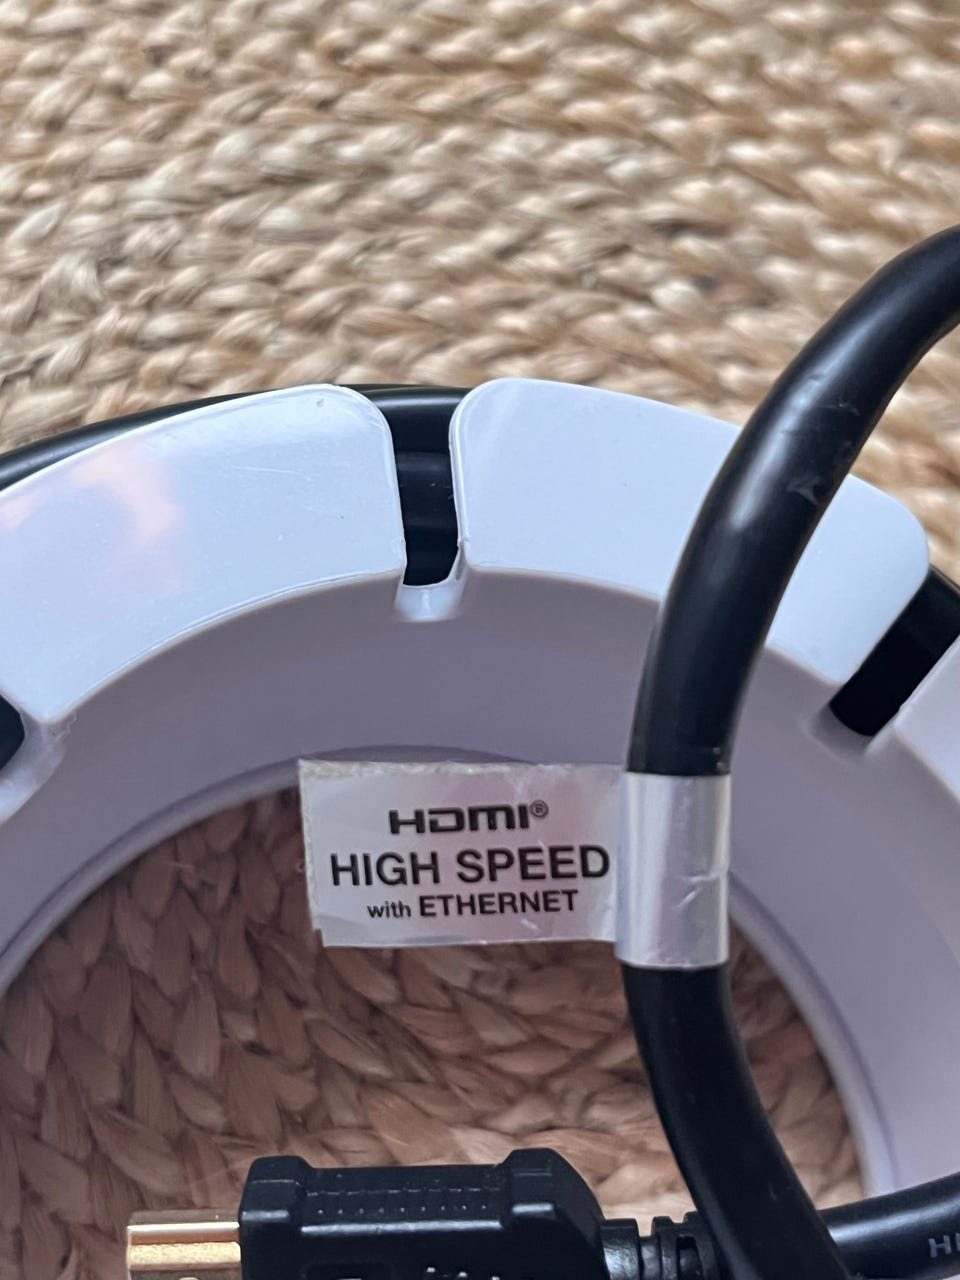 HDMI®
HIGH SPEED
with ETHERNET